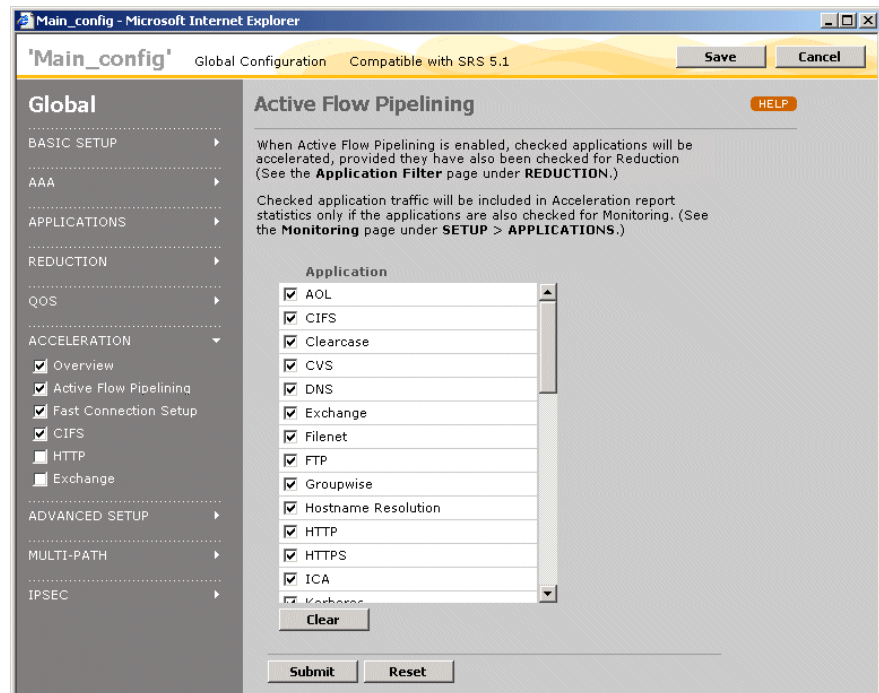 Main_config - Microsoft Internet Explorer
'Main_config' Global Configuration Compatible with SRS 5.1 Save Cancel
Global
BASIC SETUP
AAA
APPLICATIONS
REDUCTION
QOS
ACCELERATION
Overview
Active Flow Pipelining
Fast Connection Setup
CIFS
HTTP
Exchange
ADVANCED SETUP
MULTI-PATH
IPSEC
Active Flow Pipelining HELP
When Active Flow Pipelining is enabled, checked applications will be
accelerated, provided they have also been checked for Reduction
(See the Application Filter page under REDUCTION.)
Checked application traffic will be included in Acceleration report
statistics only if the applications are also checked for Monitoring. (See
the Monitoring page under SETUP > APPLICATIONS.)
Application
AOL
CIFS
Clearcase
CVS
DNS
Exchange
Filenet
FTP
Groupwise
Hostname Resolution
HTTP
HTTPS
ICA
Kerberos
Clear
Submit Reset